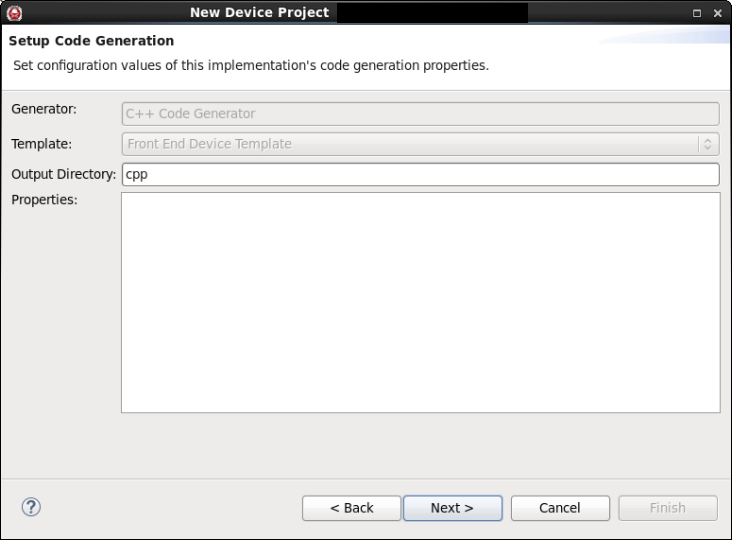 New Device Project
Setup Code Generation
Set configuration values of this implementation's code generation properties.
Generator: C++ Code Generator
Template: Front End Device Template
Output Directory: cpp
Properties:
? < Back Next > Cancel Finish